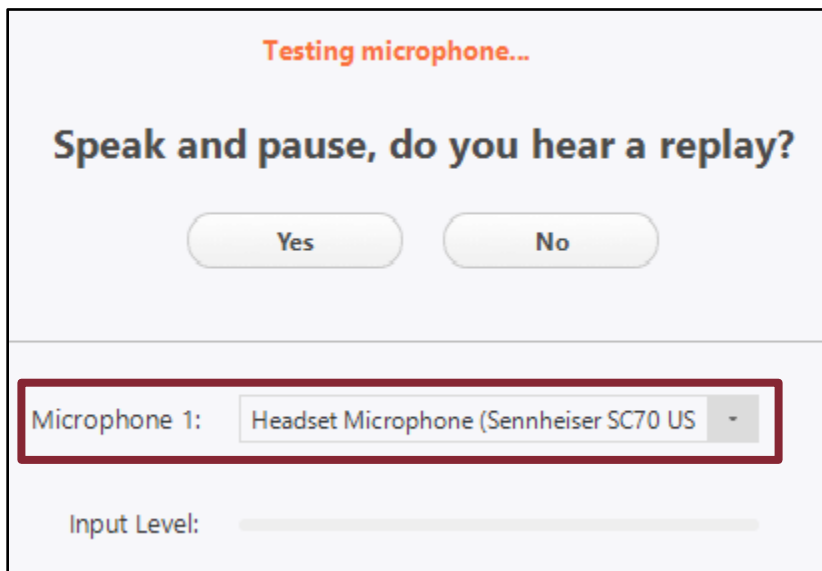 Testing microphone...
Speak and pause, do you hear a replay?
Yes No
Microphone 1: Headset Microphone (Sennheiser SC70 US
Input Level: